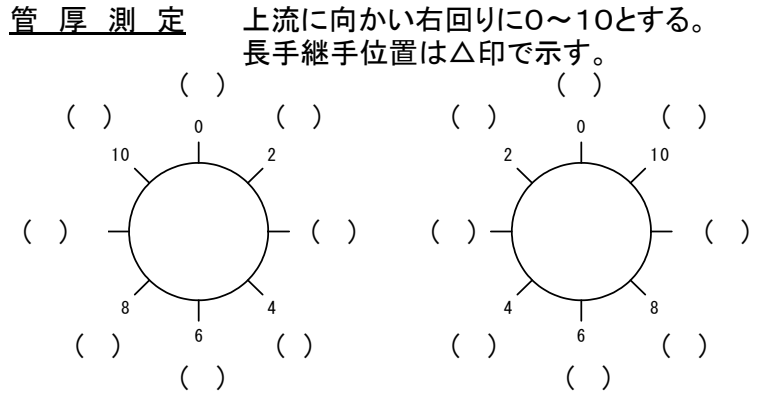 管 厚 測 定 上流に向かい右回りに０～１０とする。
長手継手位置は△印で示す。
( ) ( )
( ) 0 ( ) ( ) 0 ( )
10 2 2 10
( ) ( ) ( ) ( )
8 4 4 8
( ) 6 ( ) ( ) 6 ( )
( ) ( )